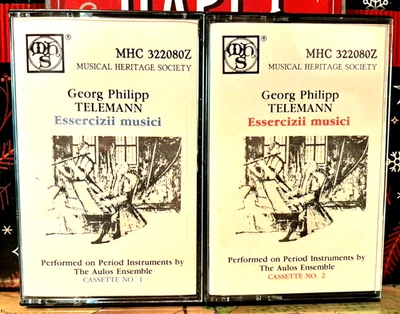 MHS
®
MHC 322080Z
MUSICAL HERITAGE SOCIETY
Georg Philipp
TELEMANN
Essercizii musici
Performed on Period Instruments by
The Aulos Ensemble
CASSETTE NO. 1
MHS
®
MHC 322080Z
MUSICAL HERITAGE SOCIETY
Georg Philipp
TELEMANN
Essercizii musici
Performed on Period Instruments by
The Aulos Ensemble
CASSETTE NO. 2